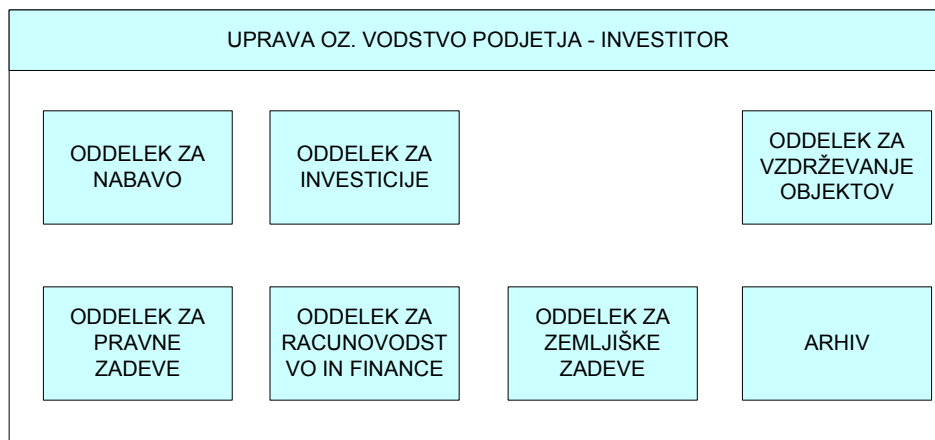 UPRAVA OZ. VODSTVO PODJETJA - INVESTITOR
ODDELEK ZA
NABAVO
ODDELEK ZA
INVESTICIJE
ODDELEK ZA
VZDRŽEVANJE
OBJEKTOV
ODDELEK ZA
PRAVNE
ZADEVE
ODDELEK ZA
RACUNOVODST
VO IN FINANCE
ODDELEK ZA
ZEMLJIŠKE
ZADEVE
ARHIV